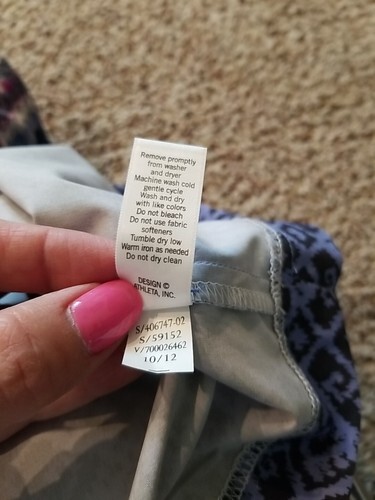 Remove promptly
from washer
and dryer
Machine wash cold
gentle cycle
Wash and dry
with like colors
Do not bleach
Do not use fabric
softeners
Tumble dry low
Warm iron as needed
Do not dry clean
DESIGN ©
ATHLETA, INC.
S/406747-02
S/59152
V/700026462
10/12